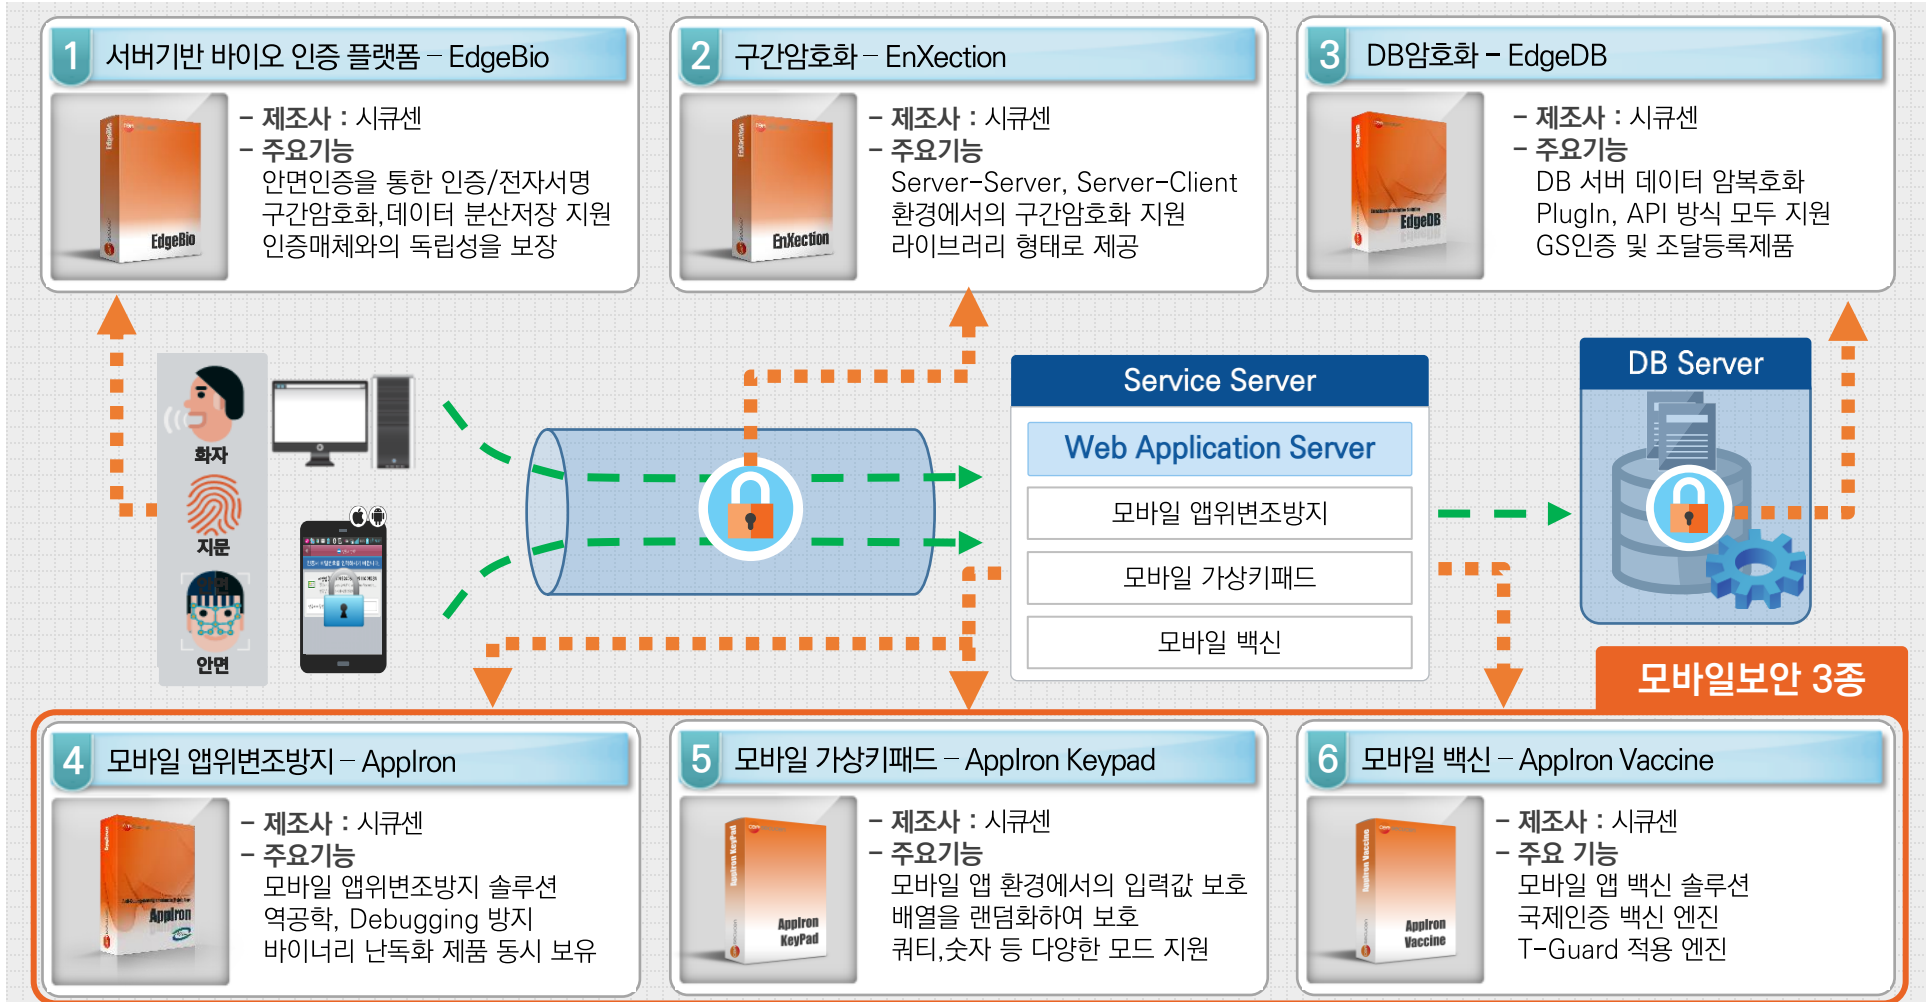 1 서버기반 바이오 인증 플랫폼 – EdgeBio
EdgeBio
EdgeBio
- 제조사 : 시큐센
- 주요기능
안면인증을 통한 인증/전자서명
구간암호화,데이터 분산저장 지원
인증매체와의 독립성을 보장
2 구간암호화 – EnXection
EnXection
EnXection
- 제조사 : 시큐센
- 주요기능
Server-Server, Server-Client
환경에서의 구간암호화 지원
라이브러리 형태로 제공
3 DB암호화 – EdgeDB
EdgeDB
EdgeDB
- 제조사 : 시큐센
- 주요기능
DB 서버 데이터 암복호화
PlugIn, API 방식 모두 지원
GS인증 및 조달등록제품
화자
지문
안면
안면
Service Server
Web Application Server
모바일 앱위변조방지
모바일 가상키패드
모바일 백신
DB Server
모바일보안 3종
4 모바일 앱위변조방지 – AppIron
AppIron
- 제조사 : 시큐센
- 주요기능
모바일 앱위변조방지 솔루션
역공학, Debugging 방지
바이너리 난독화 제품 동시 보유
5 모바일 가상키패드 – AppIron Keypad
AppIron KeyPad
AppIron
KeyPad
- 제조사 : 시큐센
- 주요기능
모바일 앱 환경에서의 입력값 보호
배열을 랜덤화하여 보호
쿼티,숫자 등 다양한 모드 지원
6 모바일 백신 – AppIron Vaccine
AppIron Vaccine
AppIron
Vaccine
- 제조사 : 시큐센
- 주요 기능
모바일 앱 백신 솔루션
국제인증 백신 엔진
T-Guard 적용 엔진